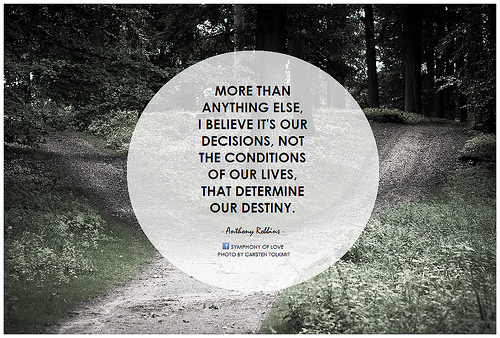 MORE THAN
ANYTHING ELSE,
I BELIEVE IT'S OUR
DECISIONS, NOT
THE CONDITIONS
OF OUR LIVES,
THAT DETERMINE
OUR DESTINY.
- Anthony Robbins -
f SYMPHONY OF LOVE
PHOTO BY CARSTEN TOLKMIT